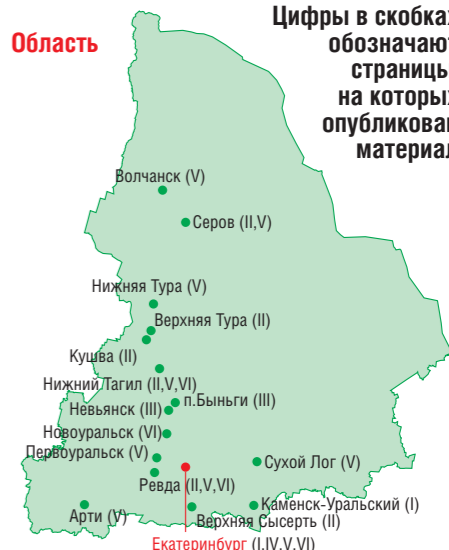 Область
Цифры в скобках
обозначают
страницы
на которых
опубликован
материал
Волчанск (V)
Серов (II,V)
Нижняя Тура (V)
Верхняя Тура (II)
Кушва (II)
Нижний Тагил (II,V,VI)
п.Быньги (III)
Невьянск (III)
Новоуральск (VI)
Первоуральск (V)
Сухой Лог (V)
Ревда (II,V,VI)
Каменск-Уральский (I)
Арти (V)
Верхняя Сысерть (II)
Екатеринбург (I,IV,V,VI)